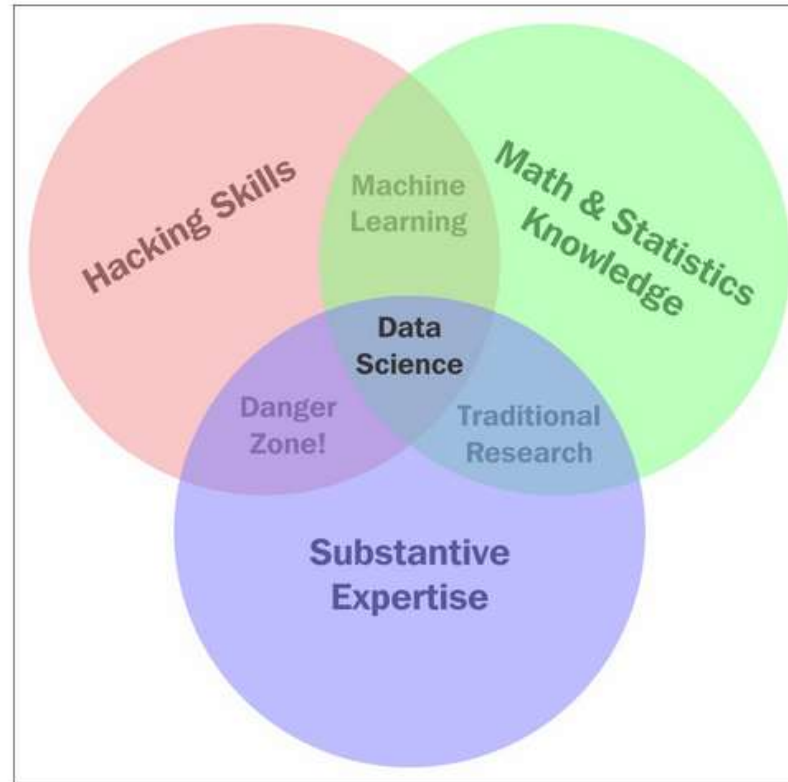 Hacking Skills
Math & Statistics
Knowledge
Machine
Learning
Data
Science
Danger
Zone!
Traditional
Research
Substantive
Expertise